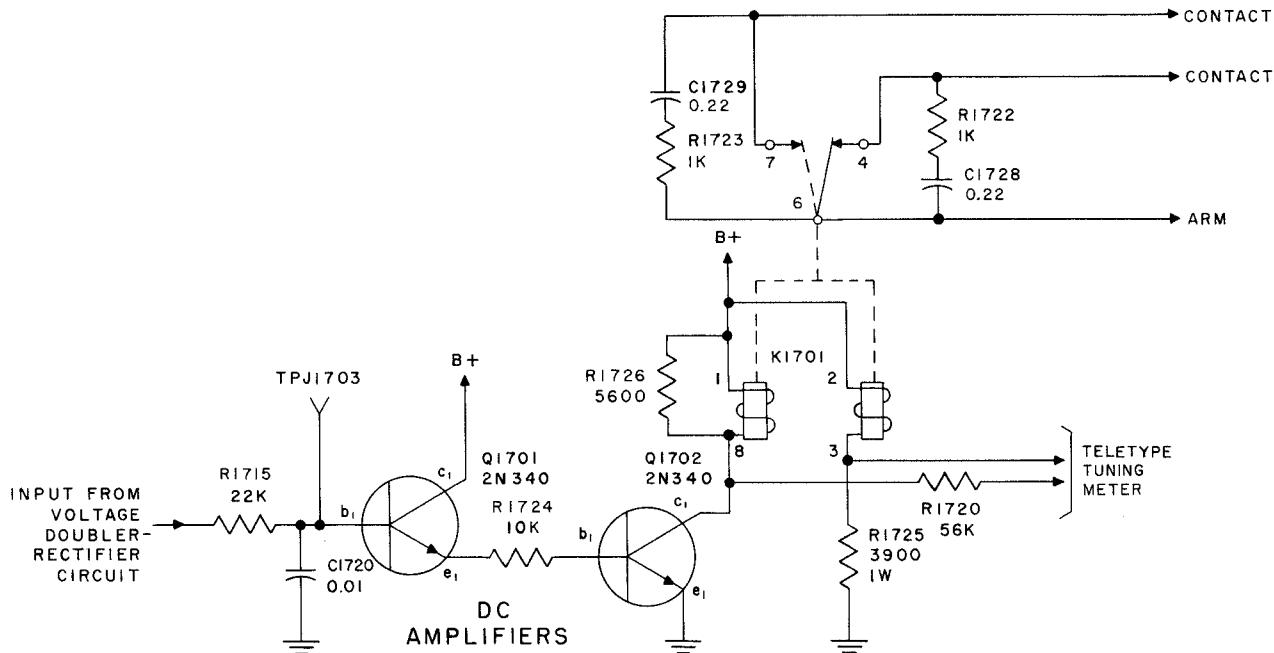 CONTACT
CONTACT
C1729
0.22
R1723
1K
R1722
1K
7
4
C1728
0.22
6
ARM
B+
K1701
B+
TPJ1703
R1726
5600
1
2
8
3
Q1701
2N340
Q1702
2N340
TELETYPE
TUNING
METER
R1715
22K
c1
R1724
10K
c1
R1720
56K
INPUT FROM
VOLTAGE
DOUBLER-
RECTIFIER
CIRCUIT
b1
b1
R1725
3900
1W
C1720
0.01
e1
e1
DC
AMPLIFIERS